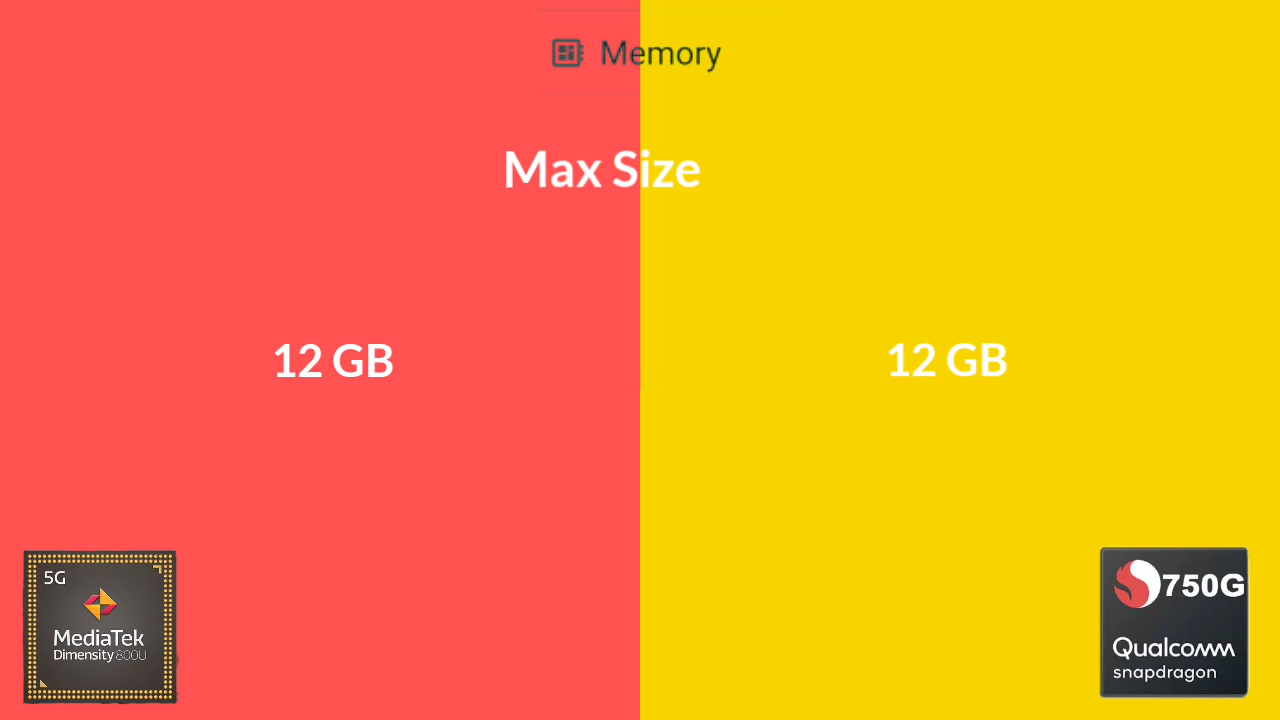 Memory
Max Size
12 GB
12 GB
5G
MediaTek
Dimensity 800U
750G
Qualcomm
snapdragon